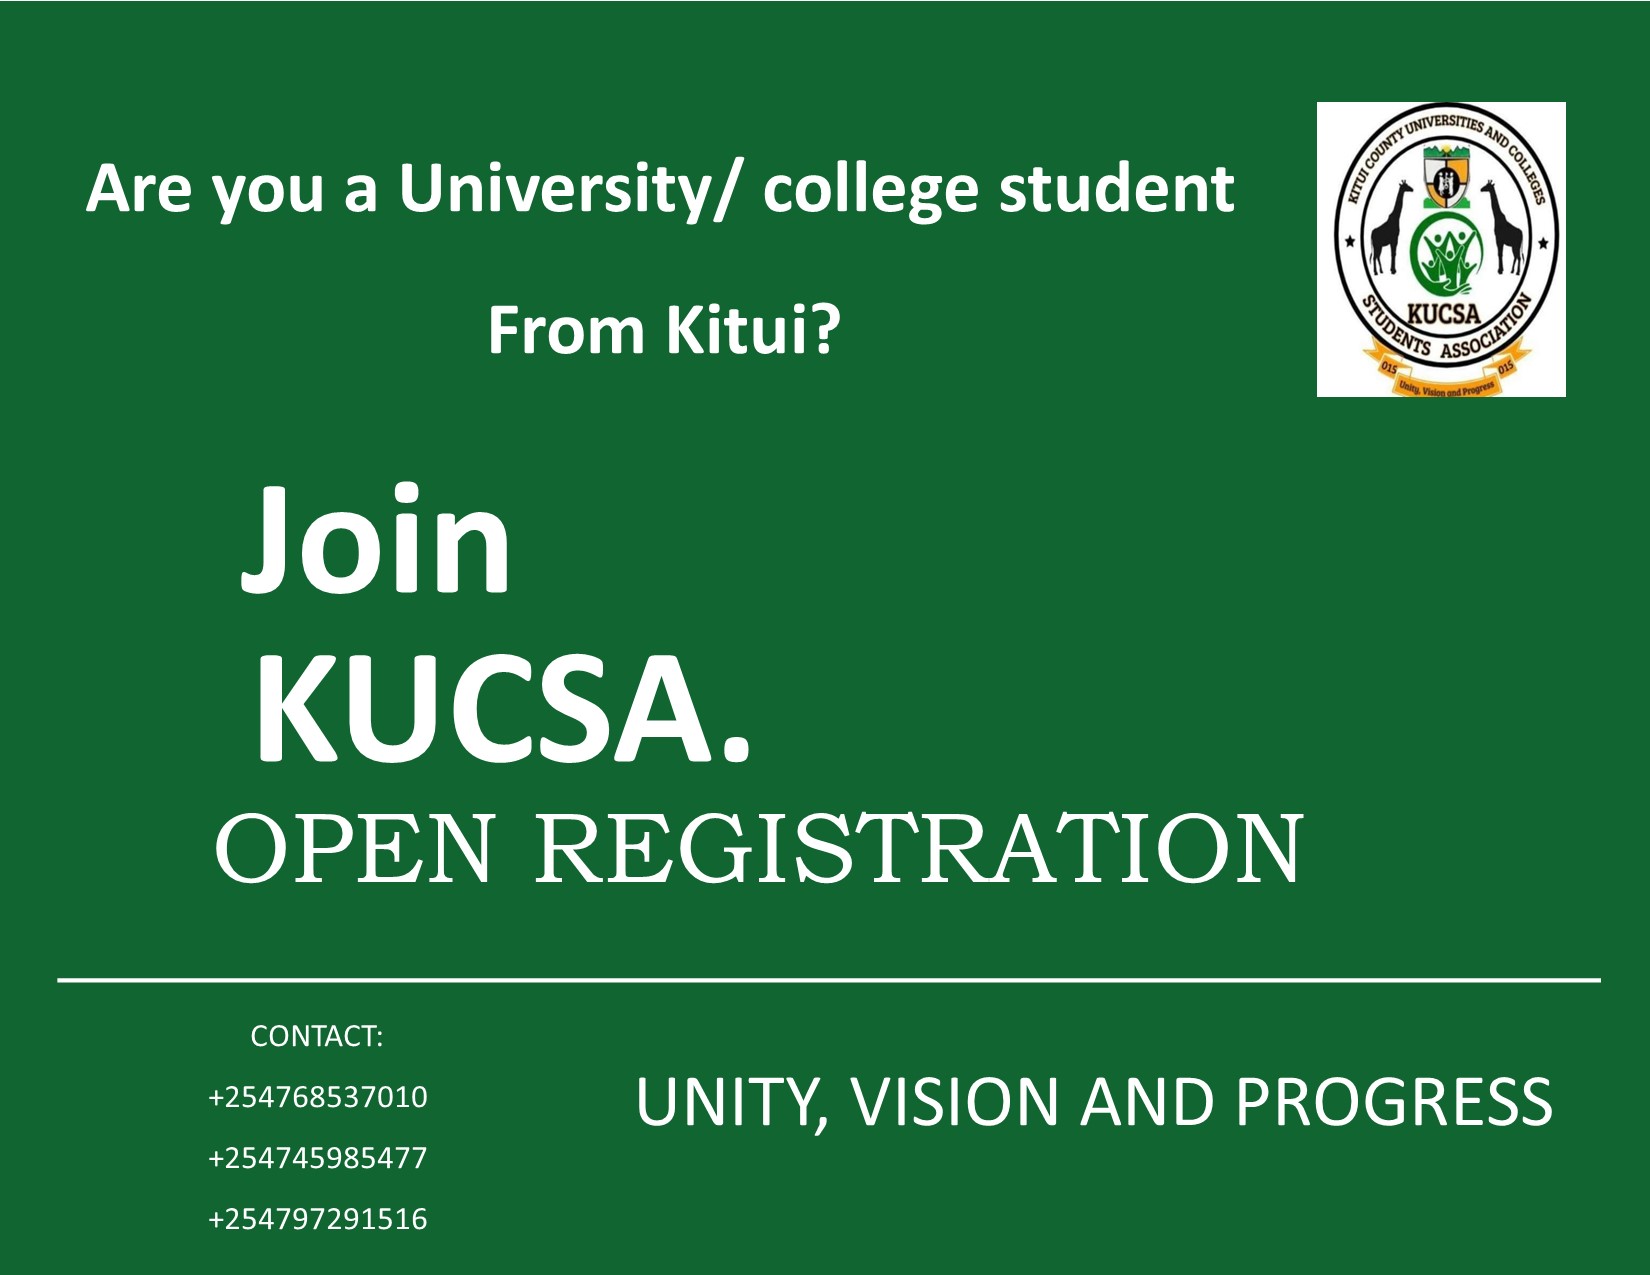 Are you a University/ college student
From Kitui?
KITUI COUNTY UNIVERSITIES AND COLLEGES
KUCSA
STUDENTS ASSOCIATION
015
015
Unity, Vision and Progress
Join
KUCSA.
OPEN REGISTRATION
CONTACT:
+254768537010
+254745985477
+254797291516
UNITY, VISION AND PROGRESS